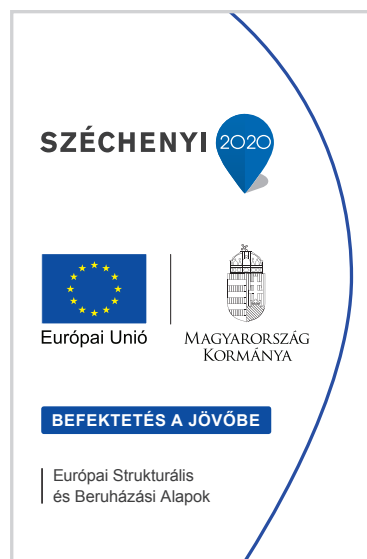 SZÉCHENYI 2020
Európai Unió
MAGYARORSZÁG
KORMÁNYA
BEFEKTETÉS A JÖVŐBE
Európai Strukturális
és Beruházási Alapok